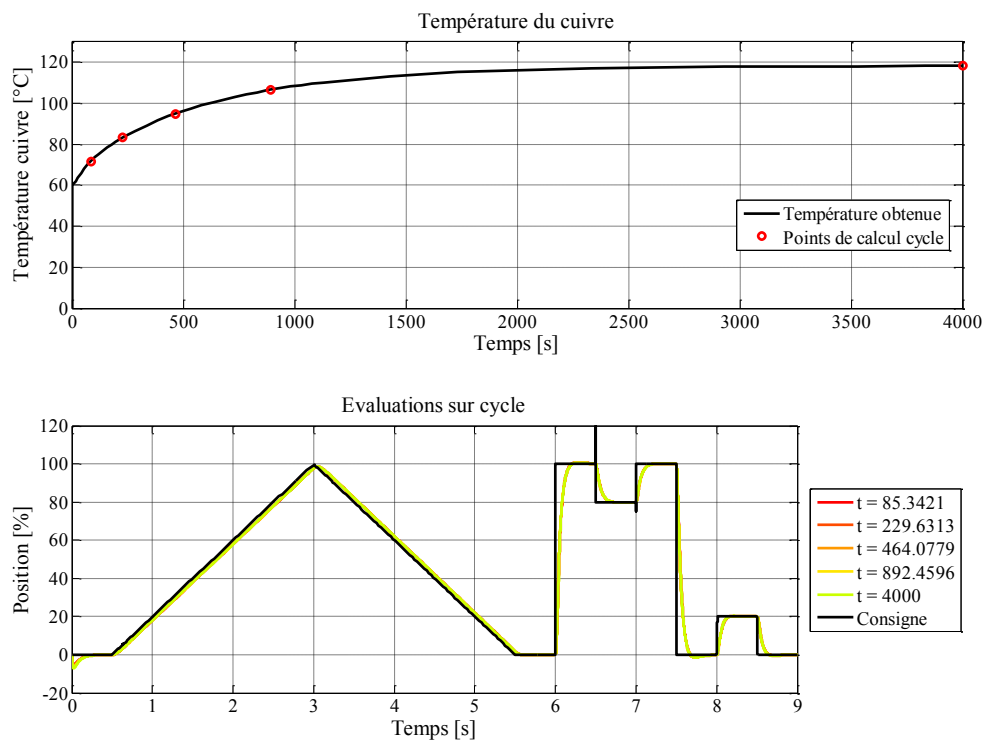 Température du cuivre
Température cuivre [°C]
120
100
80
60
40
20
0
Température obtenue
Points de calcul cycle
0 500 1000 1500 2000 2500 3000 3500 4000
Temps [s]
Evaluations sur cycle
Position [%]
120
100
80
60
40
20
0
-20
t = 85.3421
t = 229.6313
t = 464.0779
t = 892.4596
t = 4000
Consigne
0 1 2 3 4 5 6 7 8 9
Temps [s]